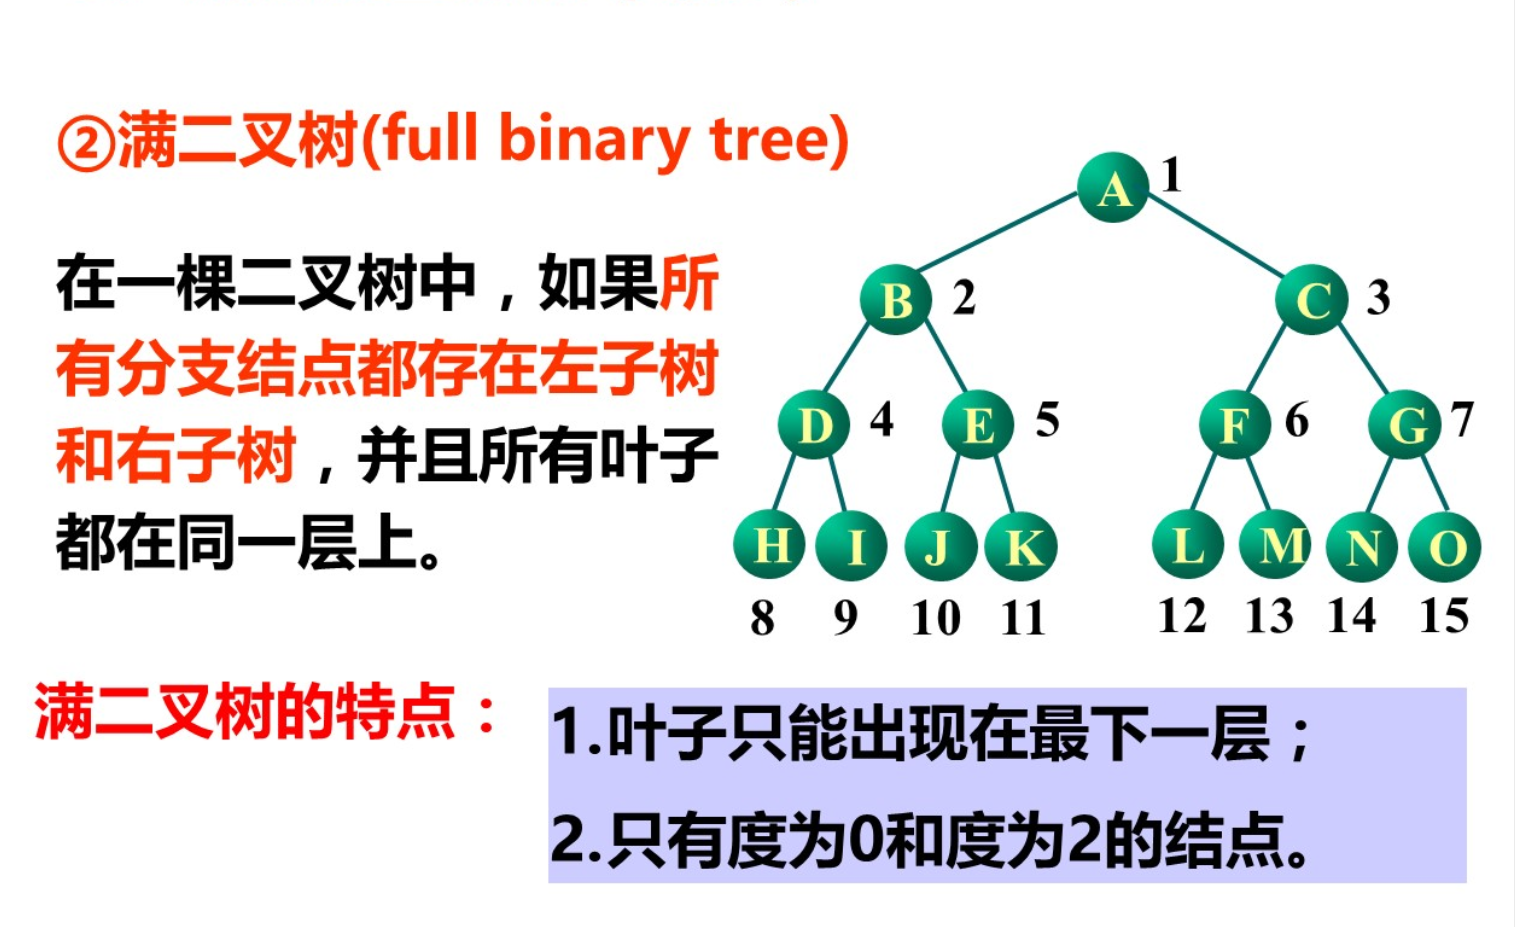 ②满二叉树(full binary tree)
在一棵二叉树中，如果所
有分支结点都存在左子树
和右子树，并且所有叶子
都在同一层上。
A 1
B 2 C 3
D 4 E 5 F 6 G 7
H I J K L M N O
8 9 10 11 12 13 14 15
满二叉树的特点：
1.叶子只能出现在最下一层；
2.只有度为0和度为2的结点。